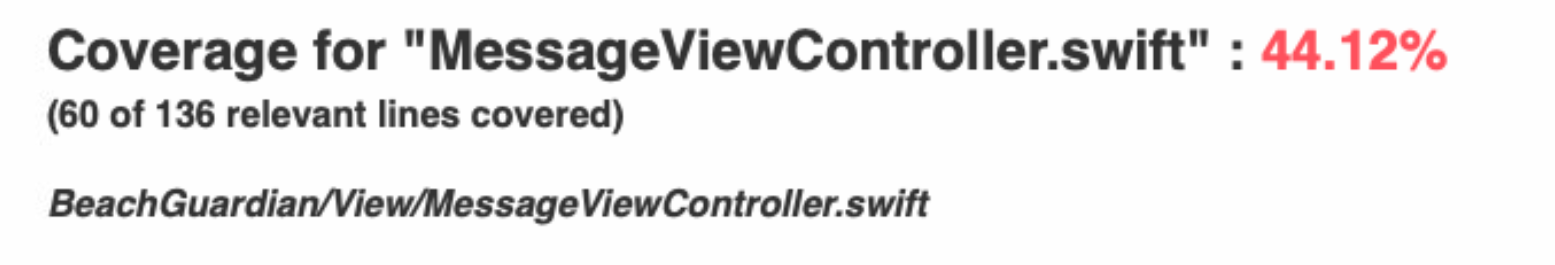 Coverage for "MessageViewController.swift" : 44.12%
(60 of 136 relevant lines covered)
BeachGuardian/View/MessageViewController.swift